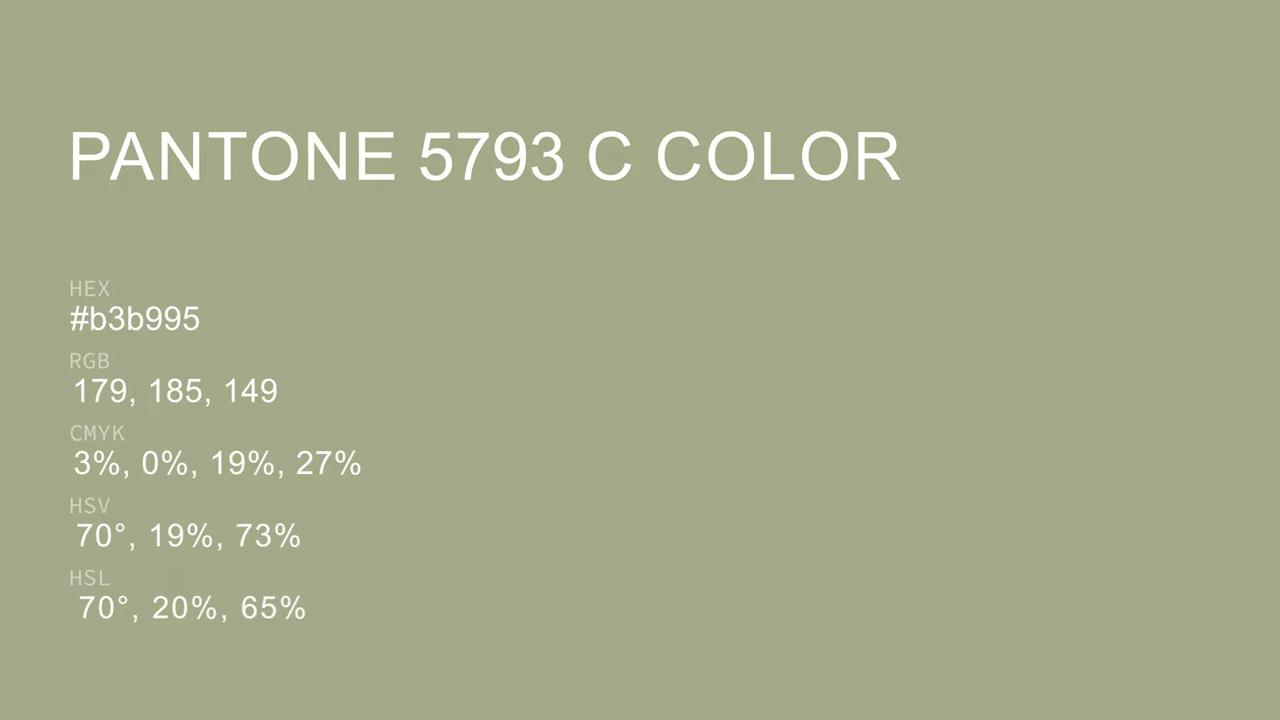 PANTONE 5793 C COLOR
HEX
#b3b995
RGB
179, 185, 149
CMYK
3%, 0%, 19%, 27%
HSV
70°, 19%, 73%
HSL
70°, 20%, 65%